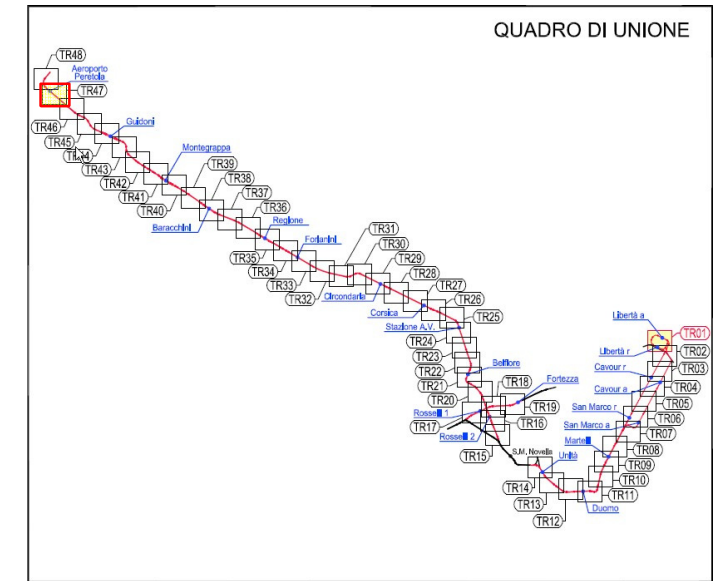 QUADRO DI UNIONE
TR48
Aeroporto
Peretola
TR47
TR46
Guidoni
TR45
TR43
Montegrappa
TR42
TR41
TR40
TR39
TR38
TR37
TR36
Baracchini
Regione
TR35
TR34
TR33
TR32
Forlanini
TR31
TR30
TR29
TR28
TR27
TR26
TR25
Circondaria
Corsica
Stazione A.V.
TR24
TR23
TR22
TR21
TR20
Belfiore
TR18
Fortezza
TR19
Rosselli 1
TR17
TR16
Rosselli 2
TR15
S.M. Novella
Unità
TR14
TR13
TR12
Duomo
TR11
TR10
TR09
TR08
TR07
TR06
TR05
TR04
TR03
TR02
TR01
Libertà a
Libertà r
Cavour r
Cavour a
San Marco r
San Marco a
Martelli